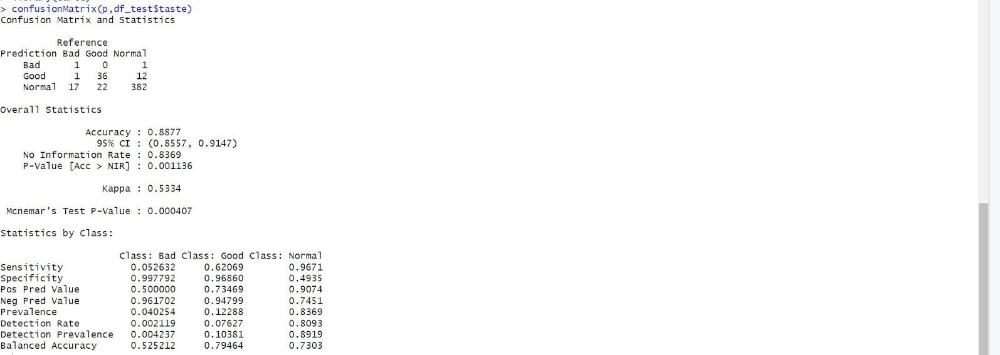 > confusionMatrix(p,df_test$taste)
Confusion Matrix and Statistics
Reference
Prediction Bad Good Normal
Bad 1 0 1
Good 1 36 12
Normal 17 22 382
Overall Statistics
Accuracy : 0.8877
95% CI : (0.8557, 0.9147)
No Information Rate : 0.8369
P-Value [Acc > NIR] : 0.001136
Kappa : 0.5334
Mcnemar's Test P-Value : 0.000407
Statistics by Class:
Class: Bad Class: Good Class: Normal
Sensitivity 0.052632 0.62069 0.9671
Specificity 0.997792 0.96860 0.4935
Pos Pred Value 0.500000 0.73469 0.9074
Neg Pred Value 0.961702 0.94799 0.7451
Prevalence 0.040254 0.12288 0.8369
Detection Rate 0.002119 0.07627 0.8093
Detection Prevalence 0.004237 0.10381 0.8919
Balanced Accuracy 0.525212 0.79464 0.7303